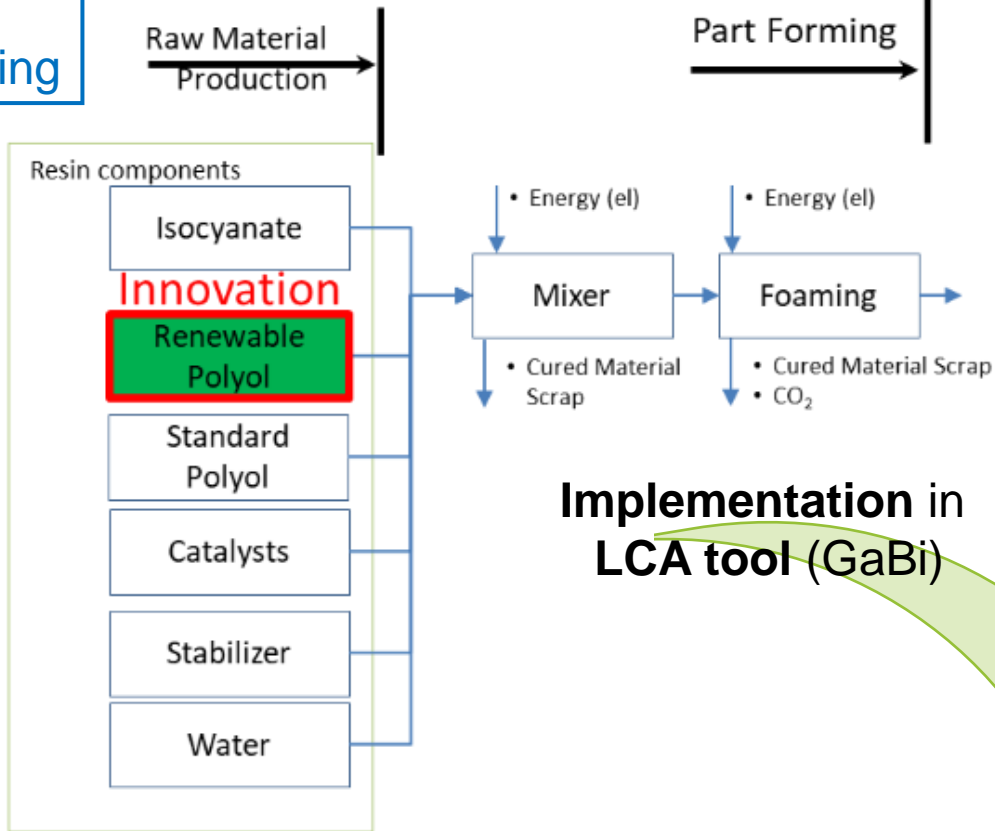 ing
Raw Material
Production
Part Forming
Resin components
Isocyanate
Innovation
Renewable
Polyol
Standard
Polyol
Catalysts
Stabilizer
Water
• Energy (el)
Mixer
• Cured Material
Scrap
• Energy (el)
Foaming
• Cured Material Scrap
• CO₂
Implementation in
LCA tool (GaBi)